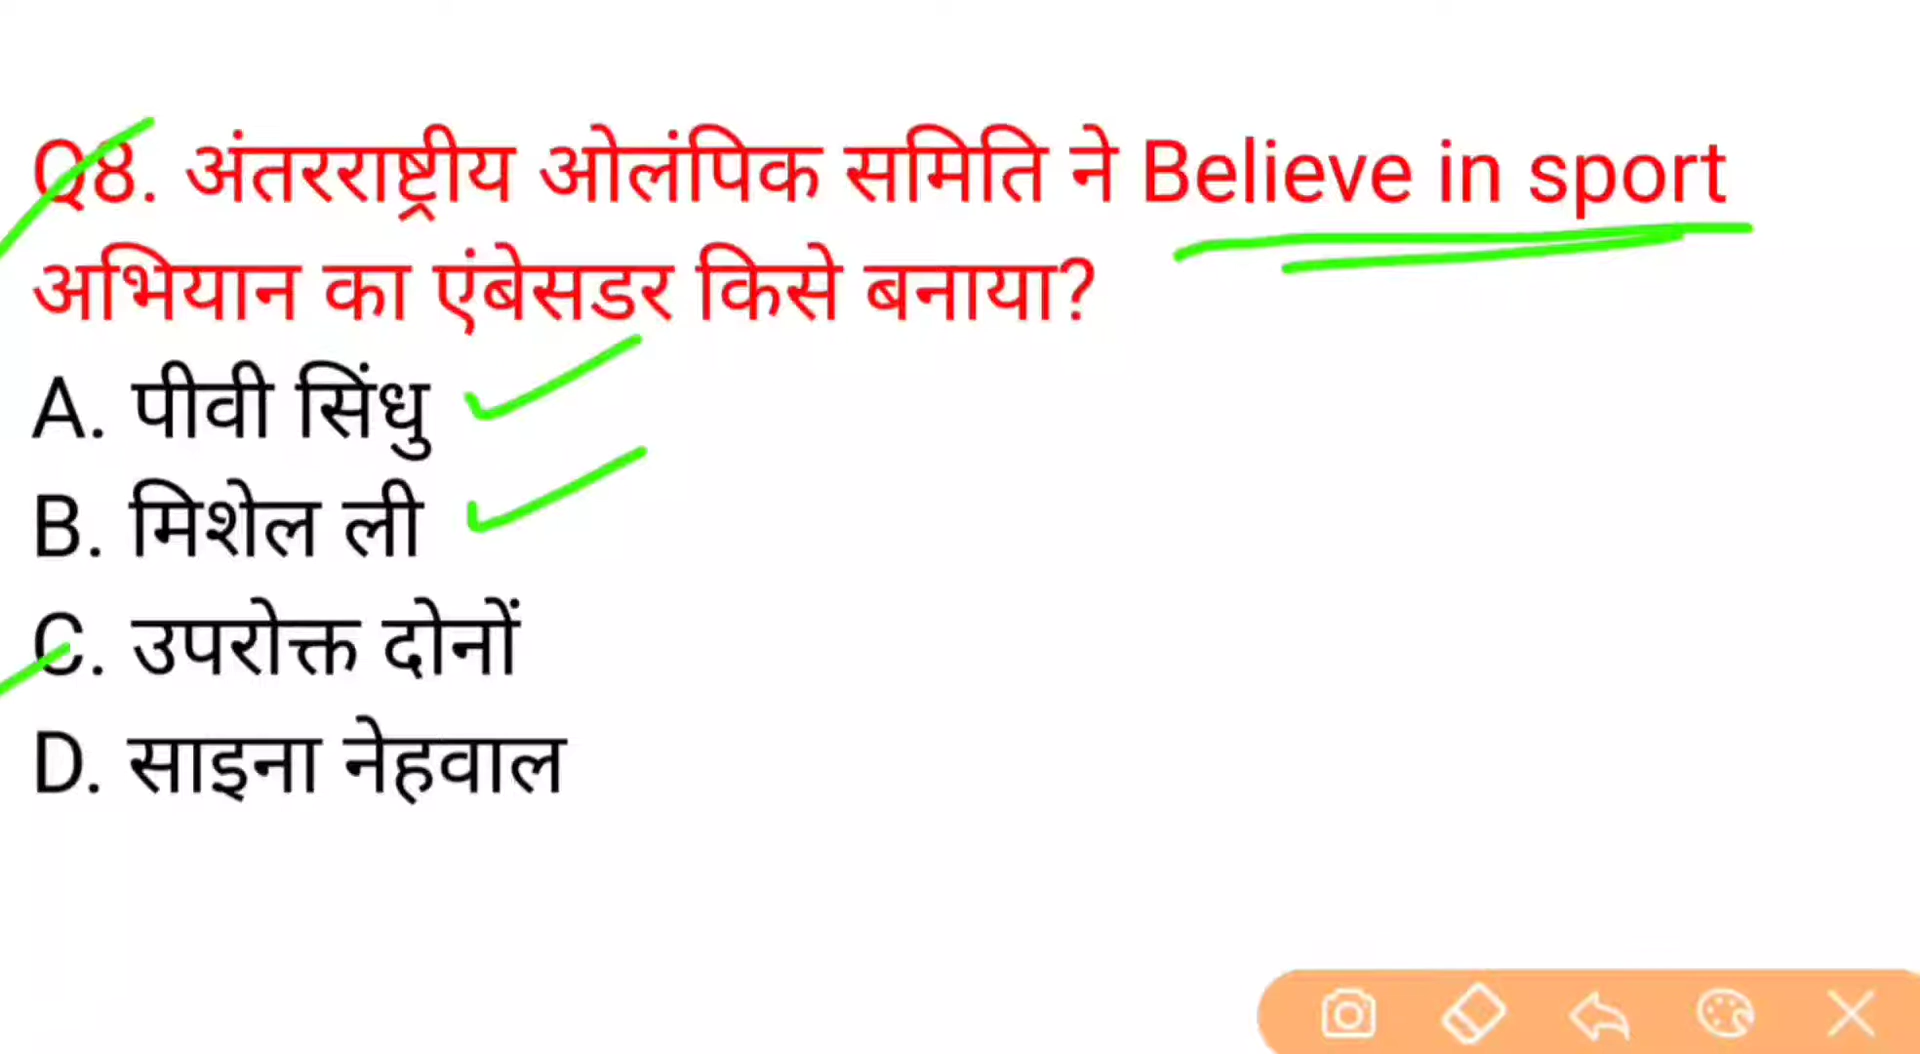 Q8. अंतरराष्ट्रीय ओलंपिक समिति ने Believe in sport
अभियान का एंबेसडर किसे बनाया?
A. पीवी सिंधु
B. मिशेल ली
C. उपरोक्त दोनों
D. साइना नेहवाल